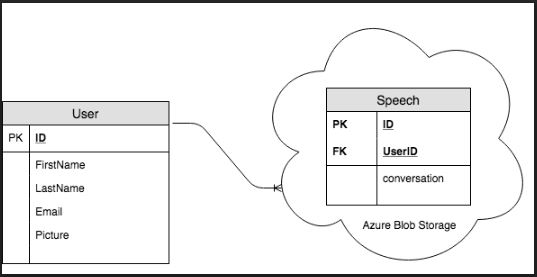 User
PK ID
FirstName
LastName
Email
Picture
Speech
PK ID
FK UserID
conversation
Azure Blob Storage